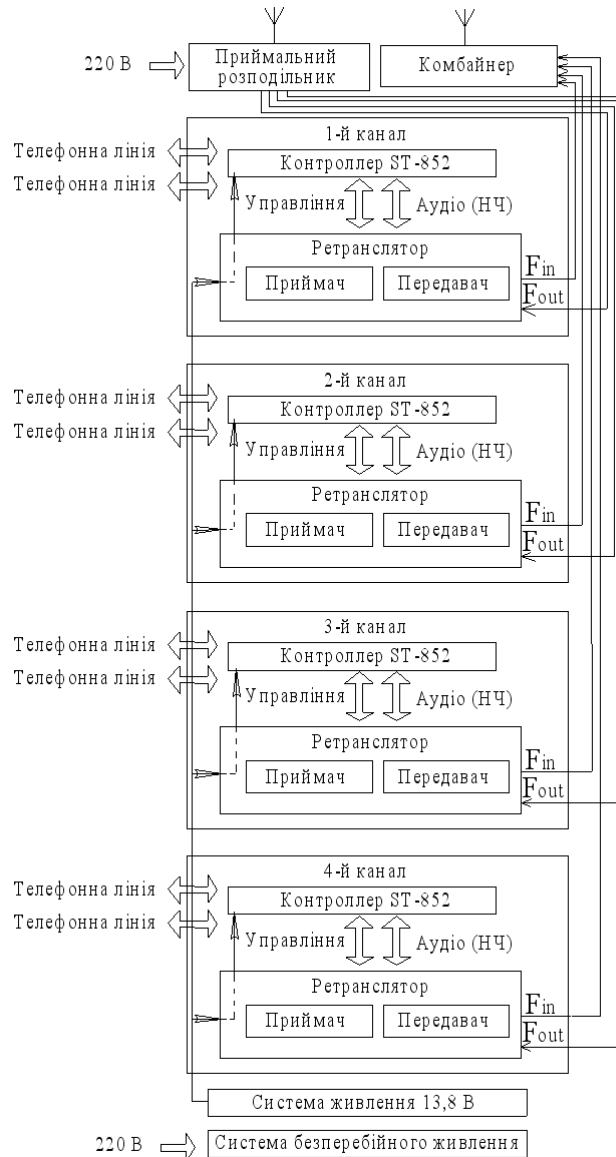 220 В
Приймальний
розподільник
Комбайнер
1-й канал
Телефонна лінія
Контроллер ST-852
Телефонна лінія
Управління
Аудіо (НЧ)
Ретранслятор
Fin
Приймач
Передавач
Fout
2-й канал
Телефонна лінія
Контроллер ST-852
Телефонна лінія
Управління
Аудіо (НЧ)
Ретранслятор
Fin
Приймач
Передавач
Fout
3-й канал
Телефонна лінія
Контроллер ST-852
Телефонна лінія
Управління
Аудіо (НЧ)
Ретранслятор
Fin
Приймач
Передавач
Fout
4-й канал
Телефонна лінія
Контроллер ST-852
Телефонна лінія
Управління
Аудіо (НЧ)
Ретранслятор
Fin
Приймач
Передавач
Fout
Система живлення 13,8 В
220 В
Система безперебійного живлення